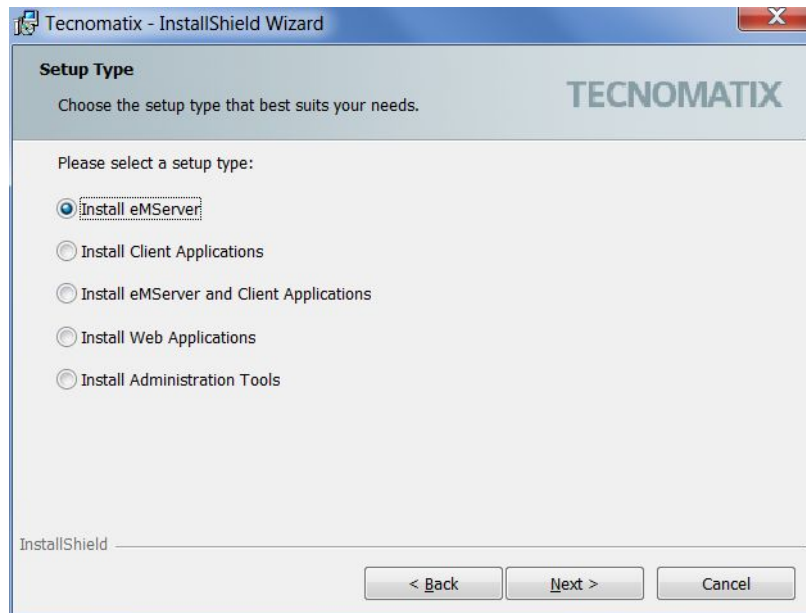 Tecnomatix - InstallShield Wizard
X
Setup Type
Choose the setup type that best suits your needs.
TECNOMATIX
Please select a setup type:
Install eMServer
Install Client Applications
Install eMServer and Client Applications
Install Web Applications
Install Administration Tools
InstallShield
< Back
Next >
Cancel